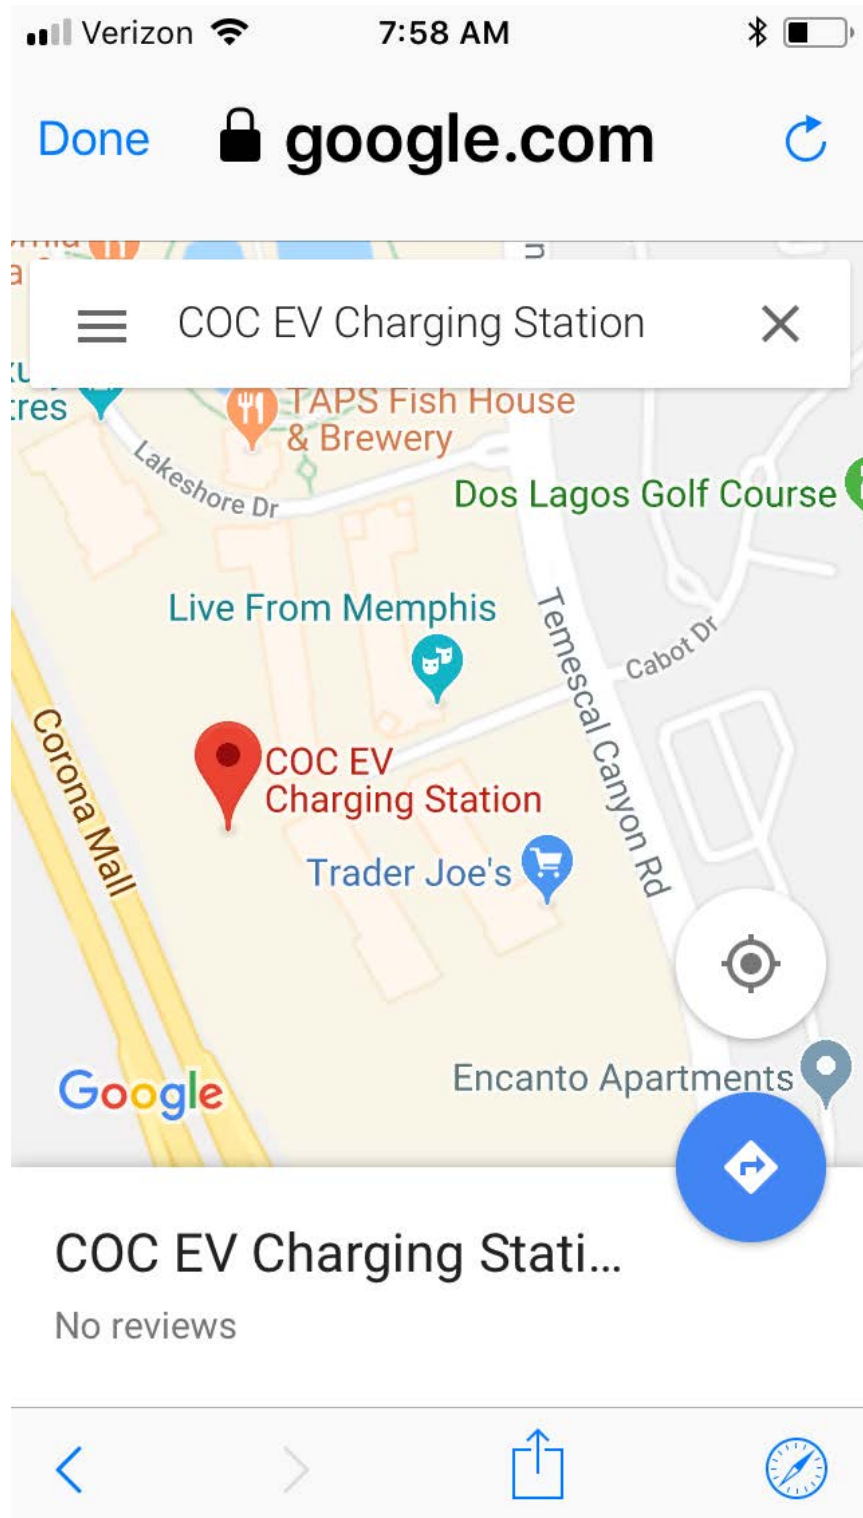 Verizon
7:58 AM
Done
google.com
COC EV Charging Station
tres
TAPS Fish House
& Brewery
Lakeshore Dr
Dos Lagos Golf Course
Live From Memphis
Temescal Canyon Rd
Cabot Dr
Corona Mall
COC EV
Charging Station
Trader Joe's
Encanto Apartments
Google
COC EV Charging Stati...
No reviews